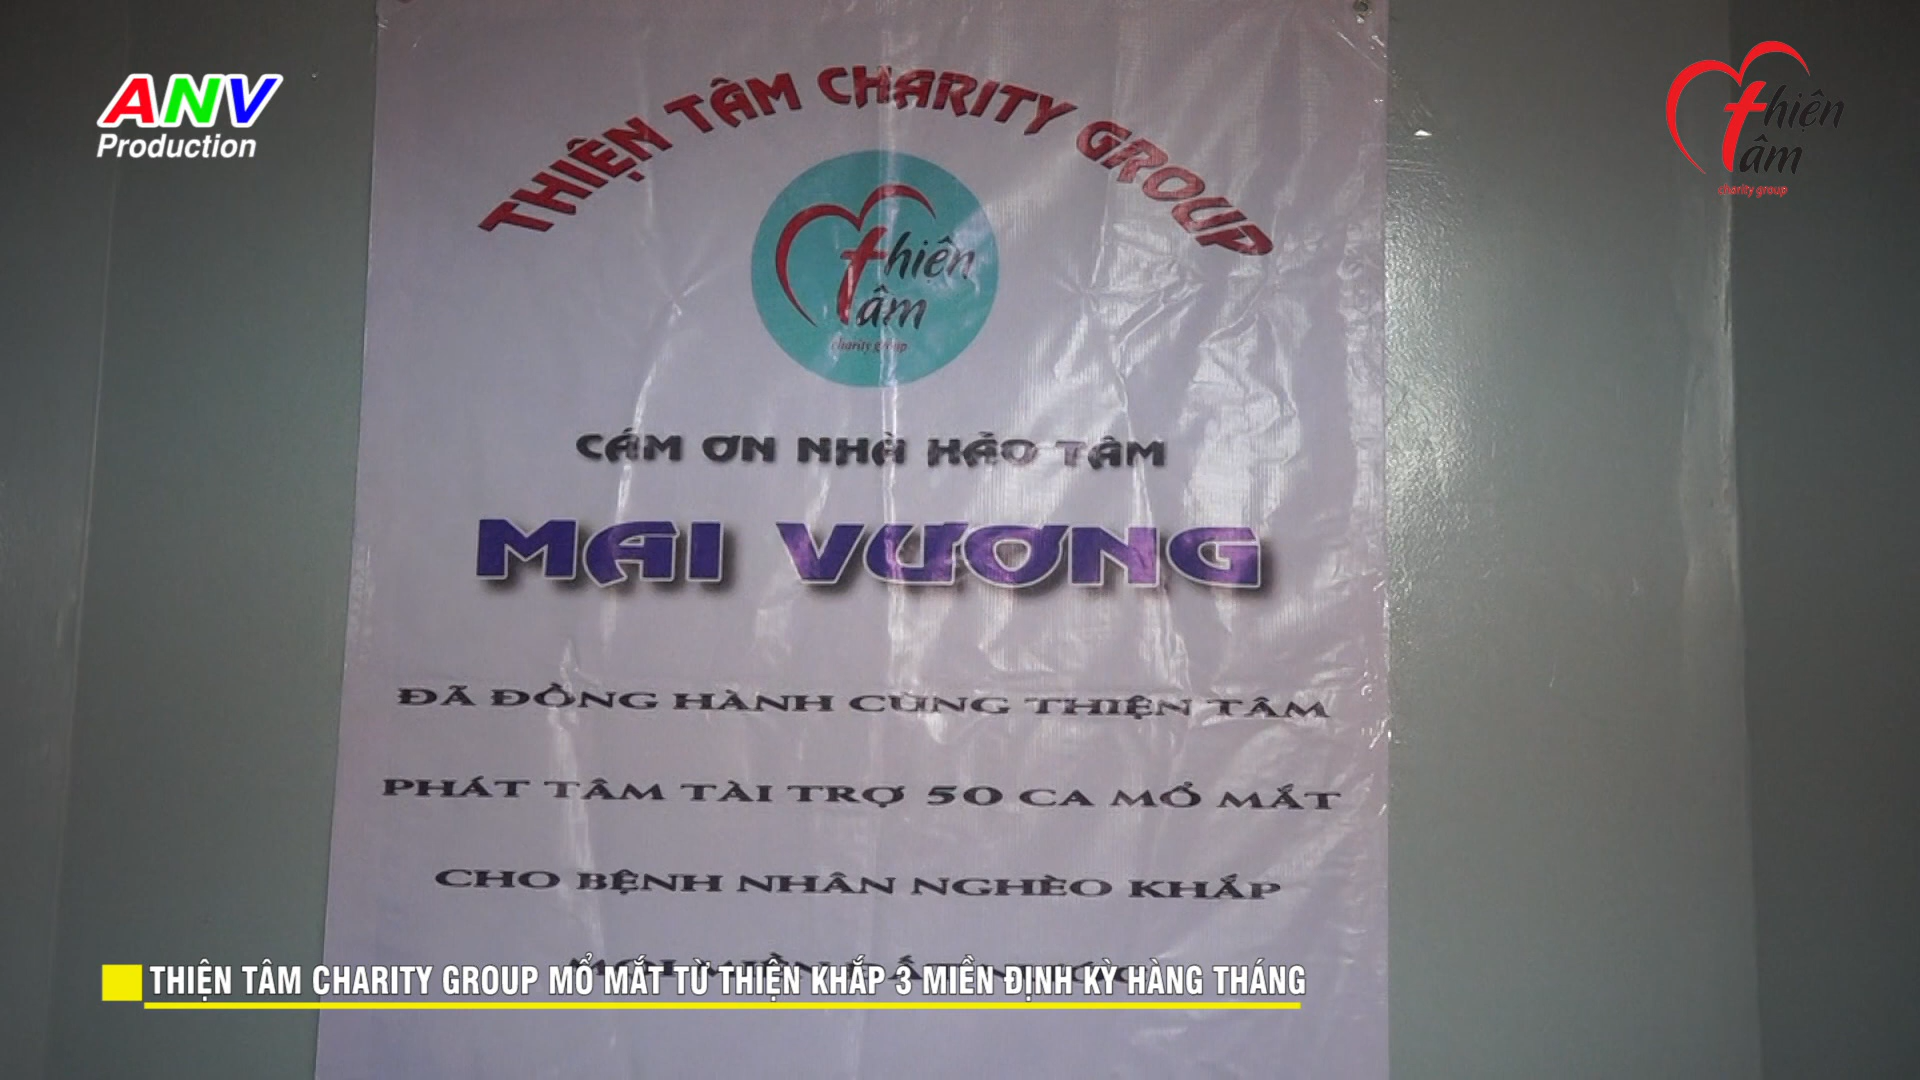 ANV
Production
thiện
tâm
charity group
THIỆN TÂM CHARITY GROUP
thiện
tâm
charity group
CÁM ƠN NHÀ HẢO TÂM
MAI VƯƠNG
ĐÃ ĐỒNG HÀNH CÙNG THIỆN TÂM
PHÁT TÂM TÀI TRỢ 50 CA MỔ MẮT
CHO BỆNH NHÂN NGHÈO KHẮP
THIỆN TÂM CHARITY GROUP MỔ MẮT TỪ THIỆN KHẮP 3 MIỀN ĐỊNH KỲ HÀNG THÁNG